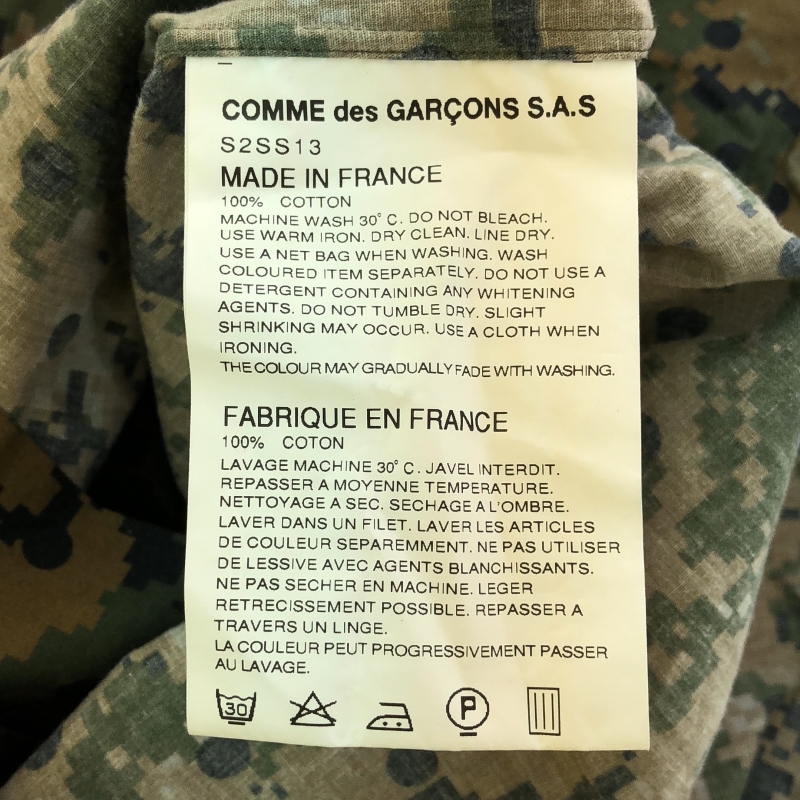 COMME des GARÇONS S.A.S
S2SS13
MADE IN FRANCE
100% COTTON
MACHINE WASH 30°C. DO NOT BLEACH.
USE WARM IRON. DRY CLEAN. LINE DRY.
USE A NET BAG WHEN WASHING. WASH
COLOURED ITEM SEPARATELY. DO NOT USE A
DETERGENT CONTAINING ANY WHITENING
AGENTS. DO NOT TUMBLE DRY. SLIGHT
SHRINKING MAY OCCUR. USE A CLOTH WHEN
IRONING.
THE COLOUR MAY GRADUALLY FADE WITH WASHING.
FABRIQUE EN FRANCE
100% COTON
LAVAGE MACHINE 30°C. JAVEL INTERDIT.
REPASSER A MOYENNE TEMPERATURE.
NETTOYAGE A SEC. SECHAGE A L'OMBRE.
LAVER DANS UN FILET. LAVER LES ARTICLES
DE COULEUR SEPAREMMENT. NE PAS UTILISER
DE LESSIVE AVEC AGENTS BLANCHISSANTS.
NE PAS SECHER EN MACHINE. LEGER
RETRECISSEMENT POSSIBLE. REPASSER A
TRAVERS UN LINGE.
LA COULEUR PEUT PROGRESSIVEMENT PASSER
AU LAVAGE.
30 P